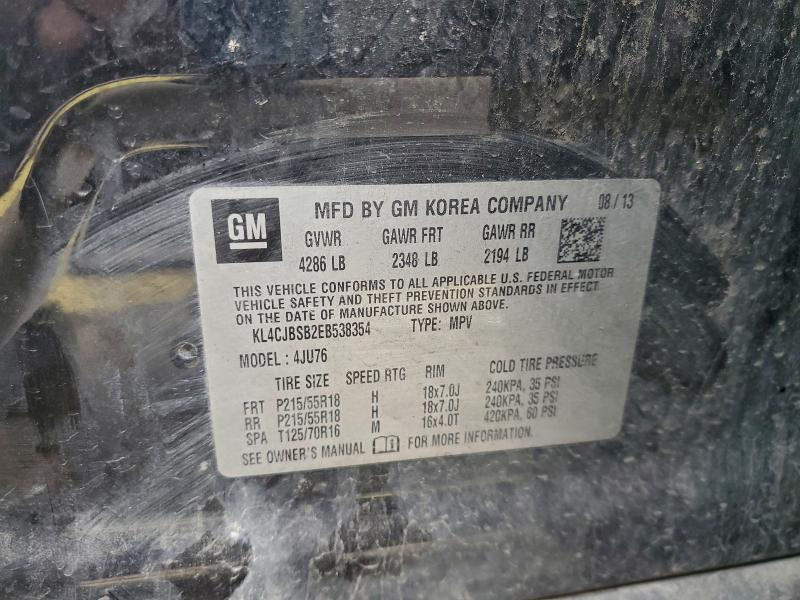 GM
MFD BY GM KOREA COMPANY 08 / 13
GVWR GAWR FRT GAWR RR
4286 LB 2348 LB 2194 LB
THIS VEHICLE CONFORMS TO ALL APPLICABLE U.S. FEDERAL MOTOR
VEHICLE SAFETY AND THEFT PREVENTION STANDARDS IN EFFECT
ON THE DATE OF MANUFACTURE SHOWN ABOVE.
KL4CJBSB2EB538354 TYPE: MPV
MODEL : 4JU76
TIRE SIZE SPEED RTG RIM COLD TIRE PRESSURE
FRT P215/55R18 H 18x7.0J 240KPA, 35 PSI
RR P215/55R18 H 18x7.0J 240KPA, 35 PSI
SPA T125/70R16 M 16x4.0T 420KPA, 60 PSI
SEE OWNER'S MANUAL FOR MORE INFORMATION.